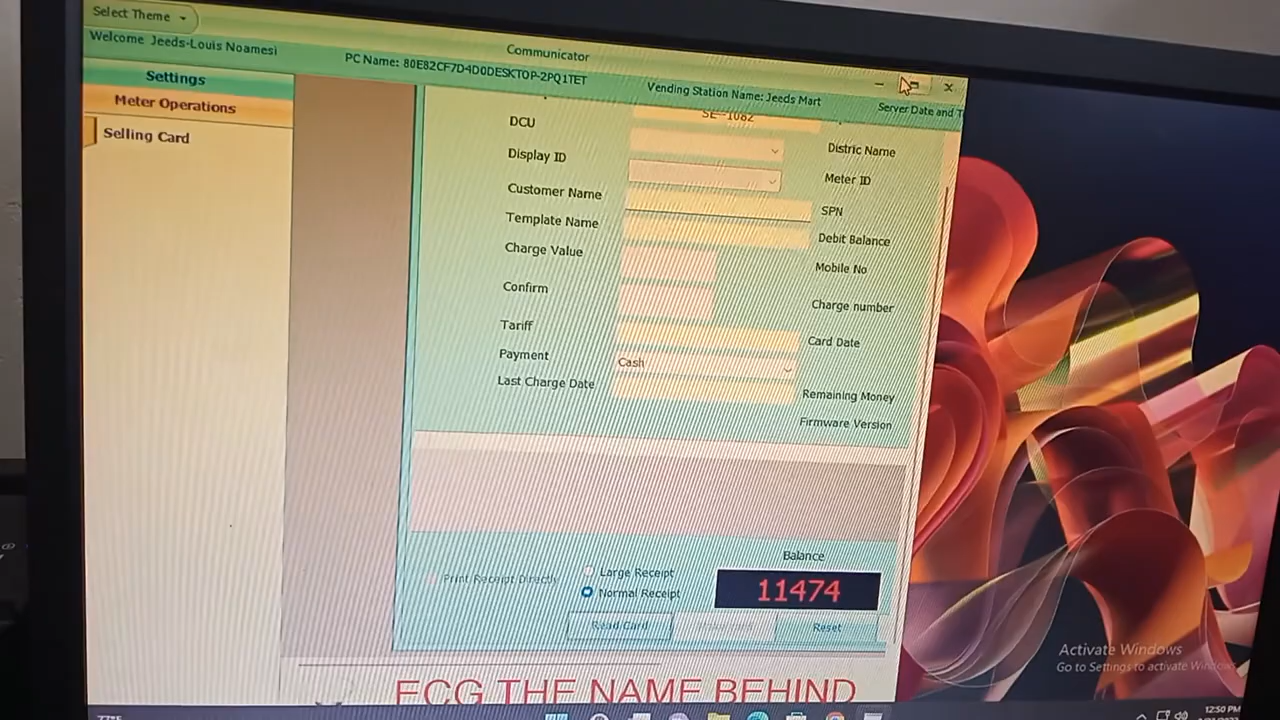 Select Theme
Communicator
Welcome Jeeds-Louis Noamesi
PC Name: 80E82CF7D4D0DESKTOP-2PQ1TET
Vending Station Name: Jeeds Mart
Server Date and T
Settings
Meter Operations
Selling Card
SE-1082
DCU
Distric Name
Display ID
Meter ID
Customer Name
SPN
Template Name
Debit Balance
Charge Value
Mobile No
Confirm
Charge number
Tariff
Card Date
Payment
Cash
Last Charge Date
Remaining Money
Firmware Version
Balance
Print Receipt Directly
Large Receipt
Normal Receipt
11474
Read Card
Reset
ECG THE NAME BEHIND
Activate Windows
Go to Settings to activate Windows.
77°F
12:50 PM